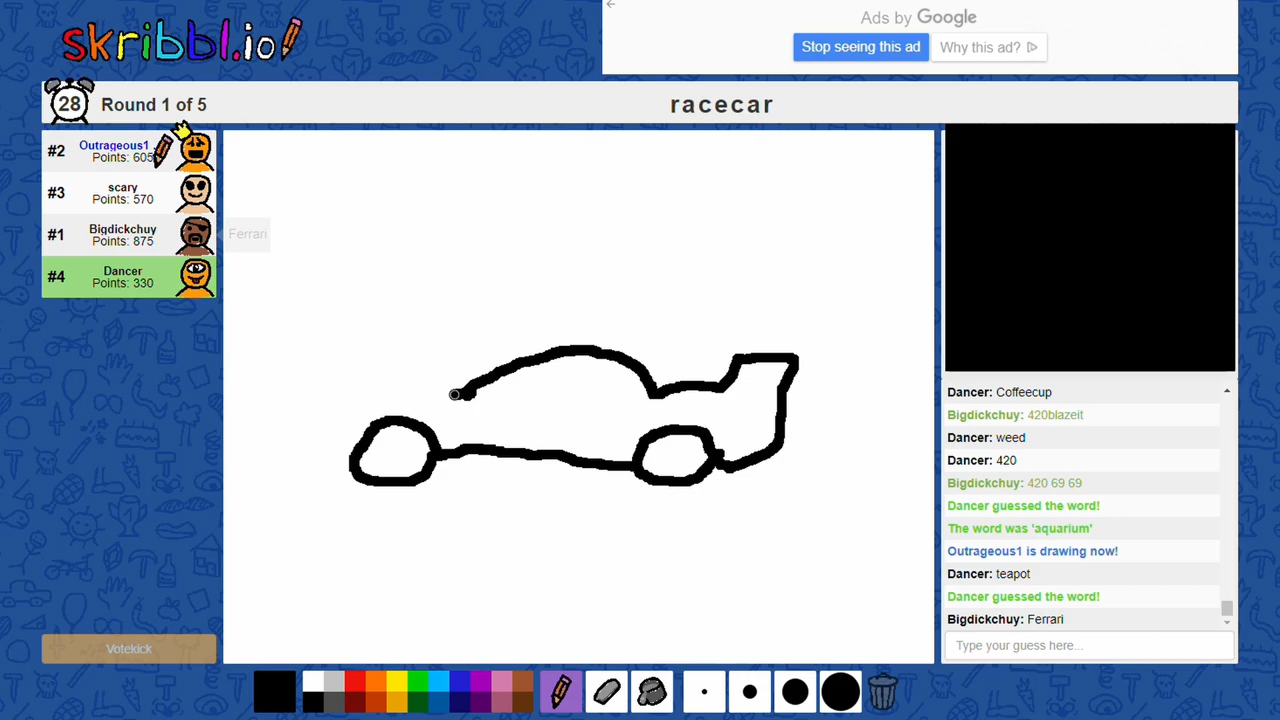 skribbl.io
Ads by Google
Stop seeing this ad
Why this ad?
28
Round 1 of 5
racecar
#2
Outrageous1
Points: 605
#3
scary
Points: 570
#1
Bigdickchuy
Points: 875
Ferrari
#4
Dancer
Points: 330
Dancer: Coffeecup
Bigdickchuy: 420blazeit
Dancer: weed
Dancer: 420
Bigdickchuy: 420 69 69
Dancer guessed the word!
The word was 'aquarium'
Outrageous1 is drawing now!
Dancer: teapot
Dancer guessed the word!
Bigdickchuy: Ferrari
Type your guess here...
Votekick